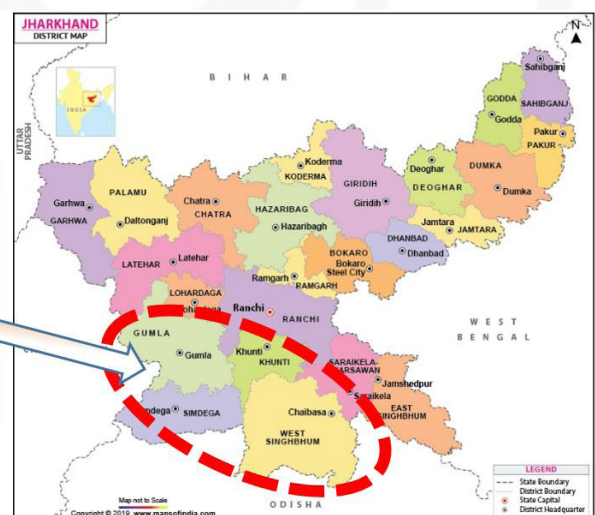 JHARKHAND
DISTRICT MAP
N
BIHAR
INDIA
UTTAR
PRADESH
Sahibganj
GODDA
SAHIBGANJ
Godda
Pakur
PAKUR
Koderma
KODERMA
Deoghar
DUMKA
GIRIDIH
DEOGHAR
Dumka
Garhwa
GARHWA
PALAMU
Daltonganj
Chatra
CHATRA
HAZARIBAG
Hazaribagh
Giridih
Jamtara
JAMTARA
DHANBAD
Dhanbad
BOKARO
Bokaro
Steel City
Latehar
LATEHAR
Ramgarh
RAMGARH
LOHARDAGA
Ranchi
RANCHI
WEST
BENGAL
GUMLA
Gumla
Khunti
KHUNTI
SARAIKELA-
Jamshedpur
Saraikela
EAST
SIMDEGA
Chaibasa
WEST
SINGHBHUM
ODISHA
LEGEND
State Boundary
District Boundary
State Capital
District Headquarter
Map not to Scale
Copyright © 2019 www.mapsofindia.com